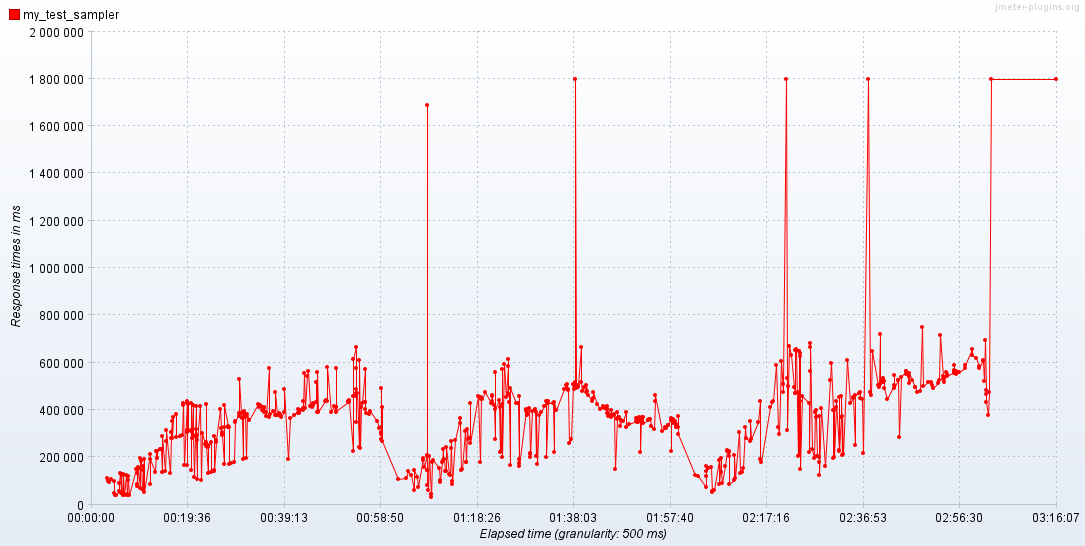 my_test_sampler
jmeter-plugins.org
2 000 000
1 800 000
1 600 000
1 400 000
1 200 000
1 000 000
800 000
600 000
400 000
200 000
0
Response times in ms
00:00:00 00:19:36 00:39:13 00:58:50 01:18:26 01:38:03 01:57:40 02:17:16 02:36:53 02:56:30 03:16:07
Elapsed time (granularity: 500 ms)